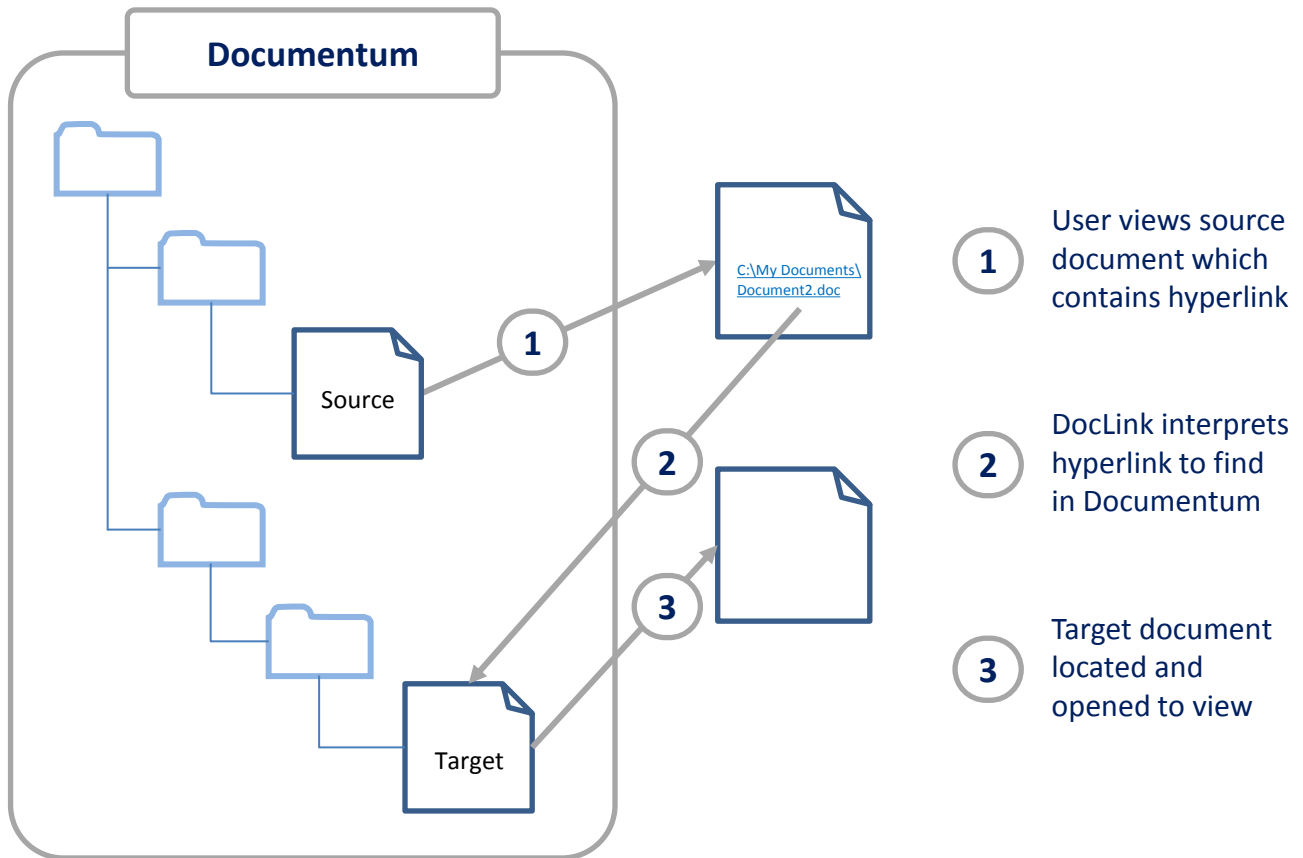 Documentum
C:\My Documents\
Document2.doc
Source
Target
1
2
3
1
User views source
document which
contains hyperlink
2
DocLink interprets
hyperlink to find
in Documentum
3
Target document
located and
opened to view